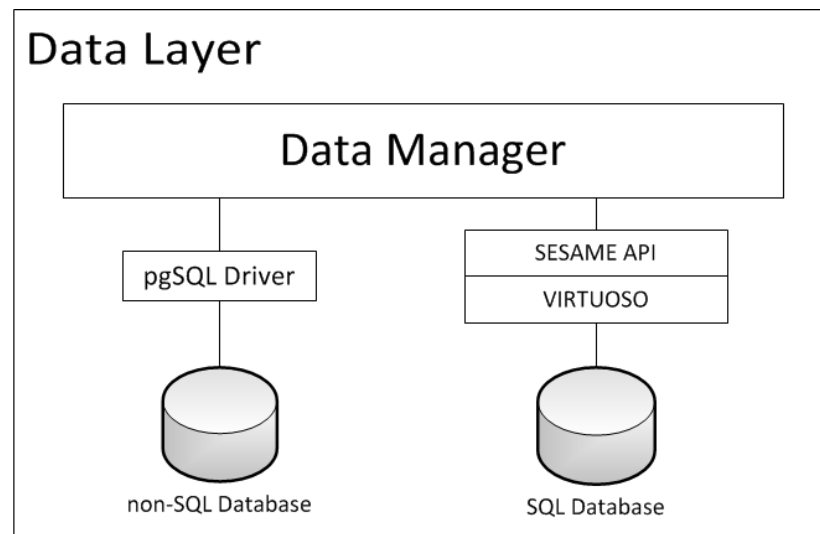 Data Layer
Data Manager
pgSQL Driver
SESAME API
VIRTUOSO
non-SQL Database
SQL Database